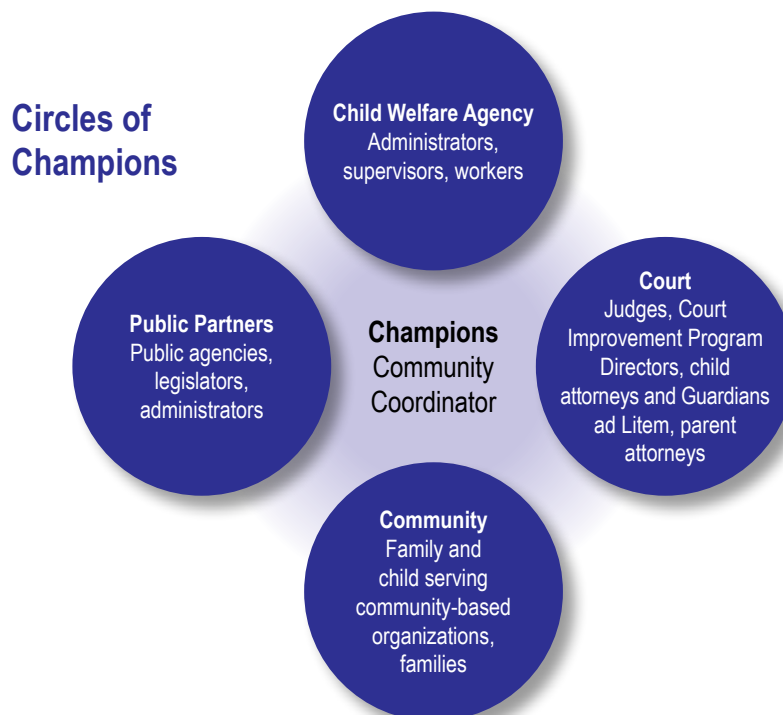 Circles of
Champions
Child Welfare Agency
Administrators,
supervisors, workers
Public Partners
Public agencies,
legislators,
administrators
Champions
Community
Coordinator
Court
Judges, Court
Improvement Program
Directors, child
attorneys and Guardians
ad Litem, parent
attorneys
Community
Family and
child serving
community-based
organizations,
families